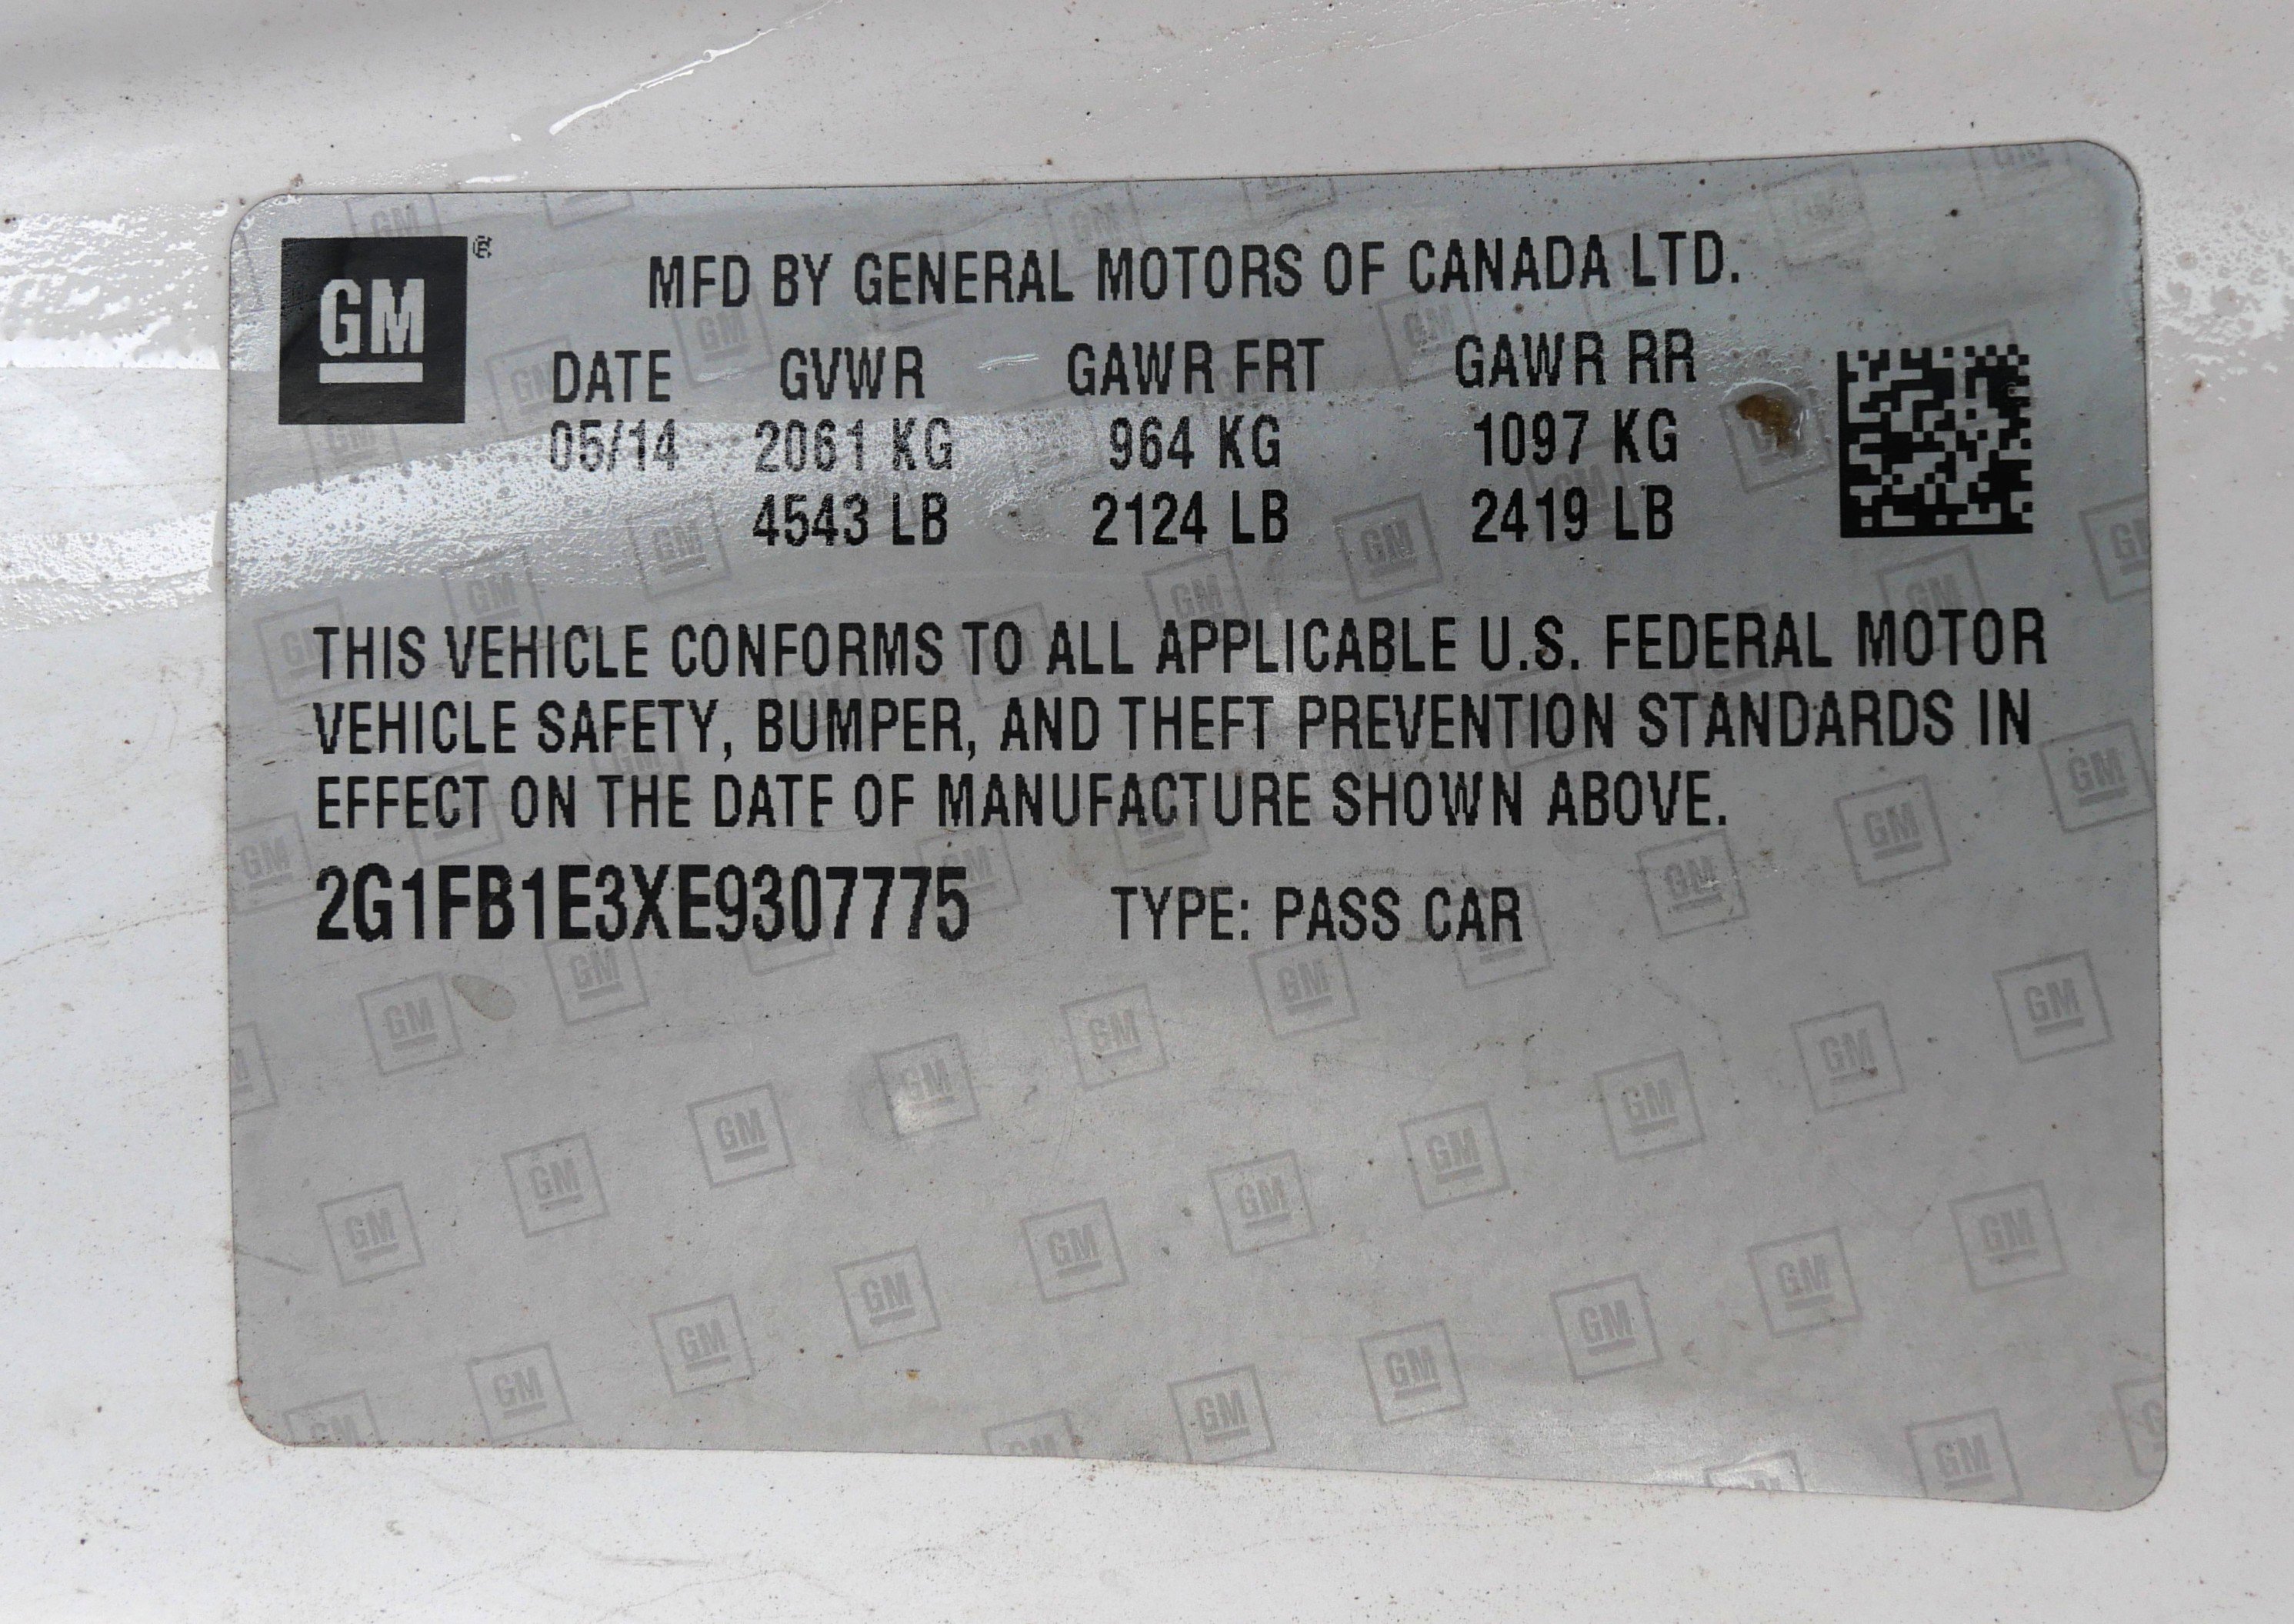 GM
MFD BY GENERAL MOTORS OF CANADA LTD.
DATE GVWR GAWR FRT GAWR RR
05/14 2061 KG 964 KG 1097 KG
4543 LB 2124 LB 2419 LB
THIS VEHICLE CONFORMS TO ALL APPLICABLE U.S. FEDERAL MOTOR
VEHICLE SAFETY, BUMPER, AND THEFT PREVENTION STANDARDS IN
EFFECT ON THE DATE OF MANUFACTURE SHOWN ABOVE.
2G1FB1E3XE9307775 TYPE: PASS CAR